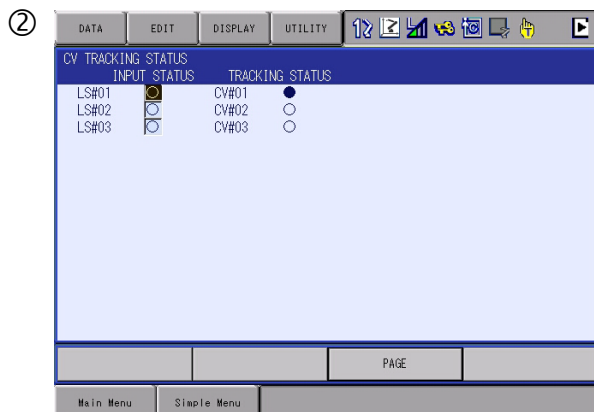 ②
DATA EDIT DISPLAY UTILITY
CV TRACKING STATUS
INPUT STATUS TRACKING STATUS
LS#01 CV#01
LS#02 CV#02
LS#03 CV#03
PAGE
Main Menu Simple Menu